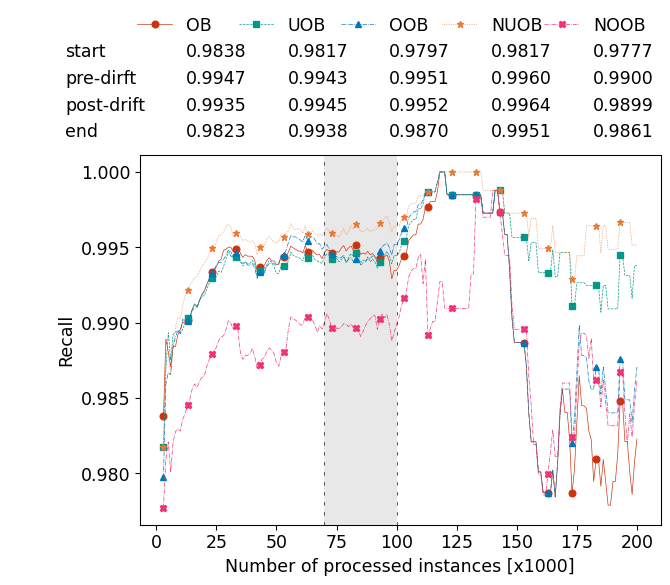 OB UOB OOB NUOB NOOB
start 0.9838 0.9817 0.9797 0.9817 0.9777
pre-dirft 0.9947 0.9943 0.9951 0.9960 0.9900
post-drift 0.9935 0.9945 0.9952 0.9964 0.9899
end 0.9823 0.9938 0.9870 0.9951 0.9861
1.000
0.995
0.990
0.985
0.980
Recall
0 25 50 75 100 125 150 175 200
Number of processed instances [x1000]